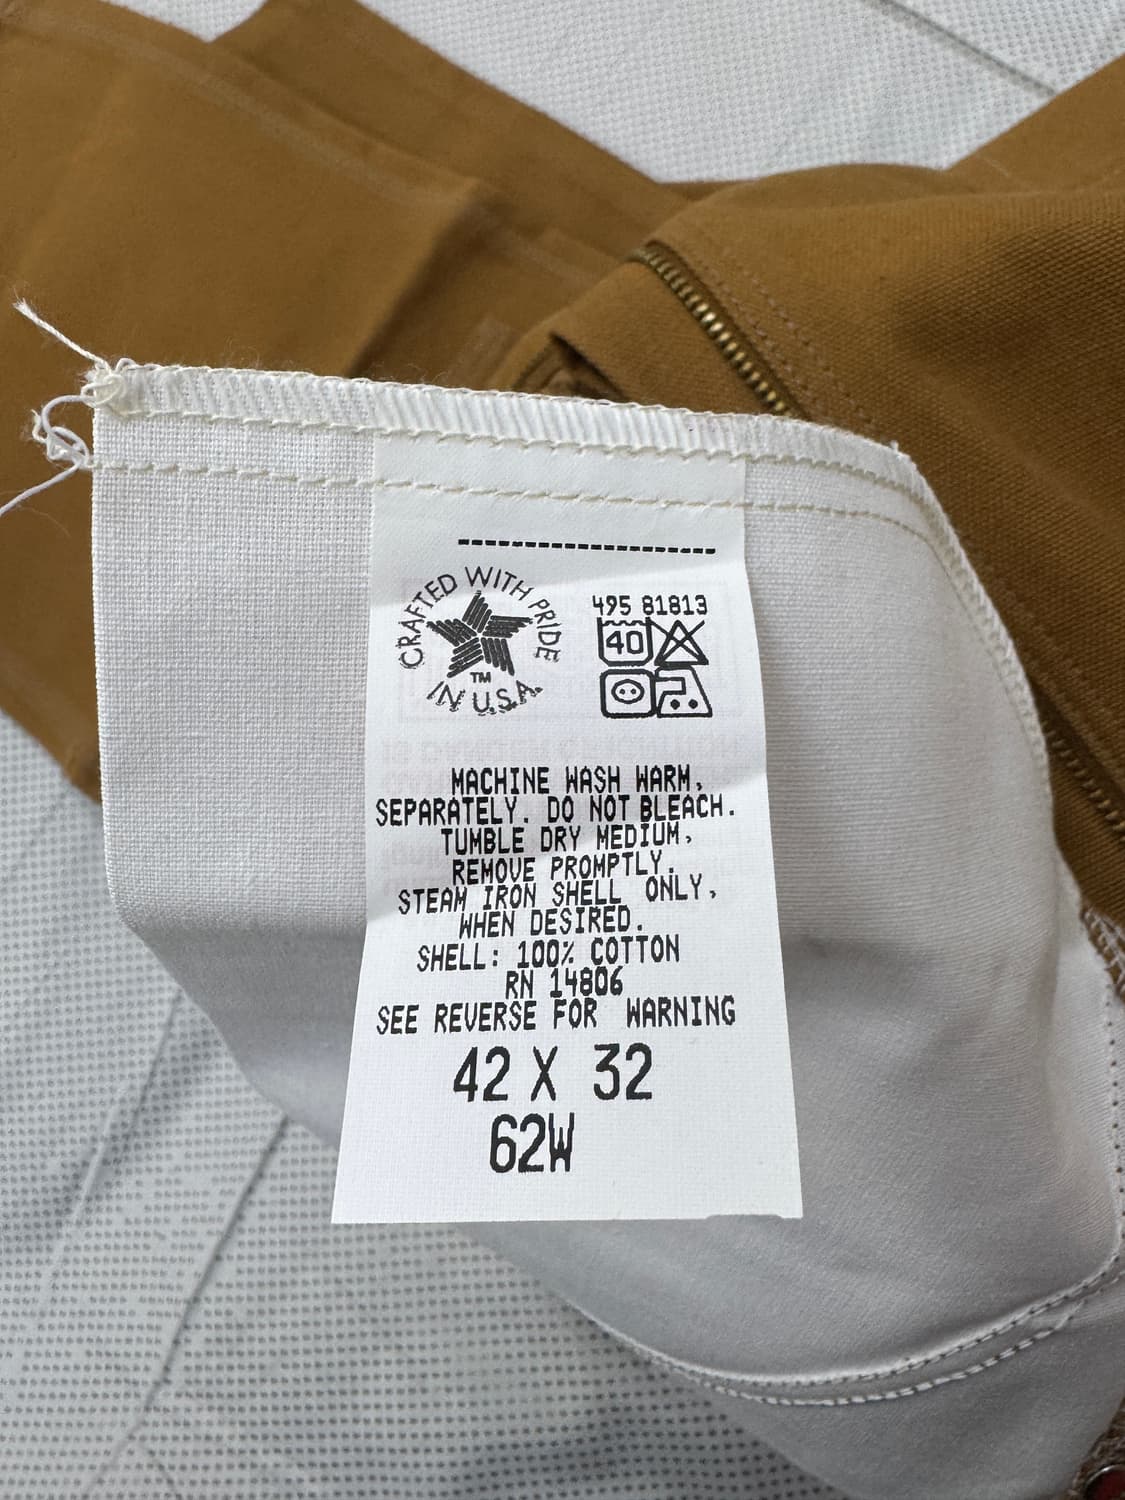 CRAFTED WITH PRIDE
IN U.S.A.
TM
495 81813
40
MACHINE WASH WARM,
SEPARATELY. DO NOT BLEACH.
TUMBLE DRY MEDIUM,
REMOVE PROMPTLY.
STEAM IRON SHELL ONLY,
WHEN DESIRED.
SHELL: 100% COTTON
RN 14806
SEE REVERSE FOR WARNING
42 X 32
62W